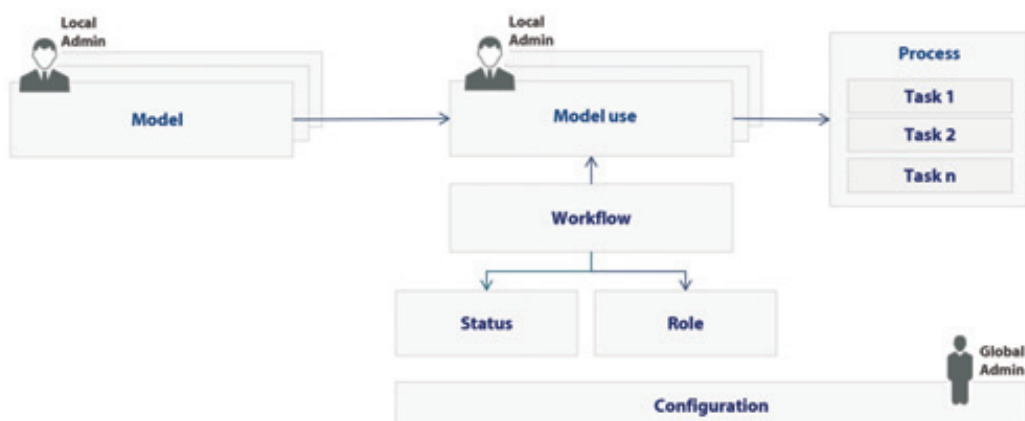 Local
Admin
Local
Admin
Model
Model use
Process
Task 1
Task 2
Task n
Workflow
Status
Role
Global
Admin
Configuration